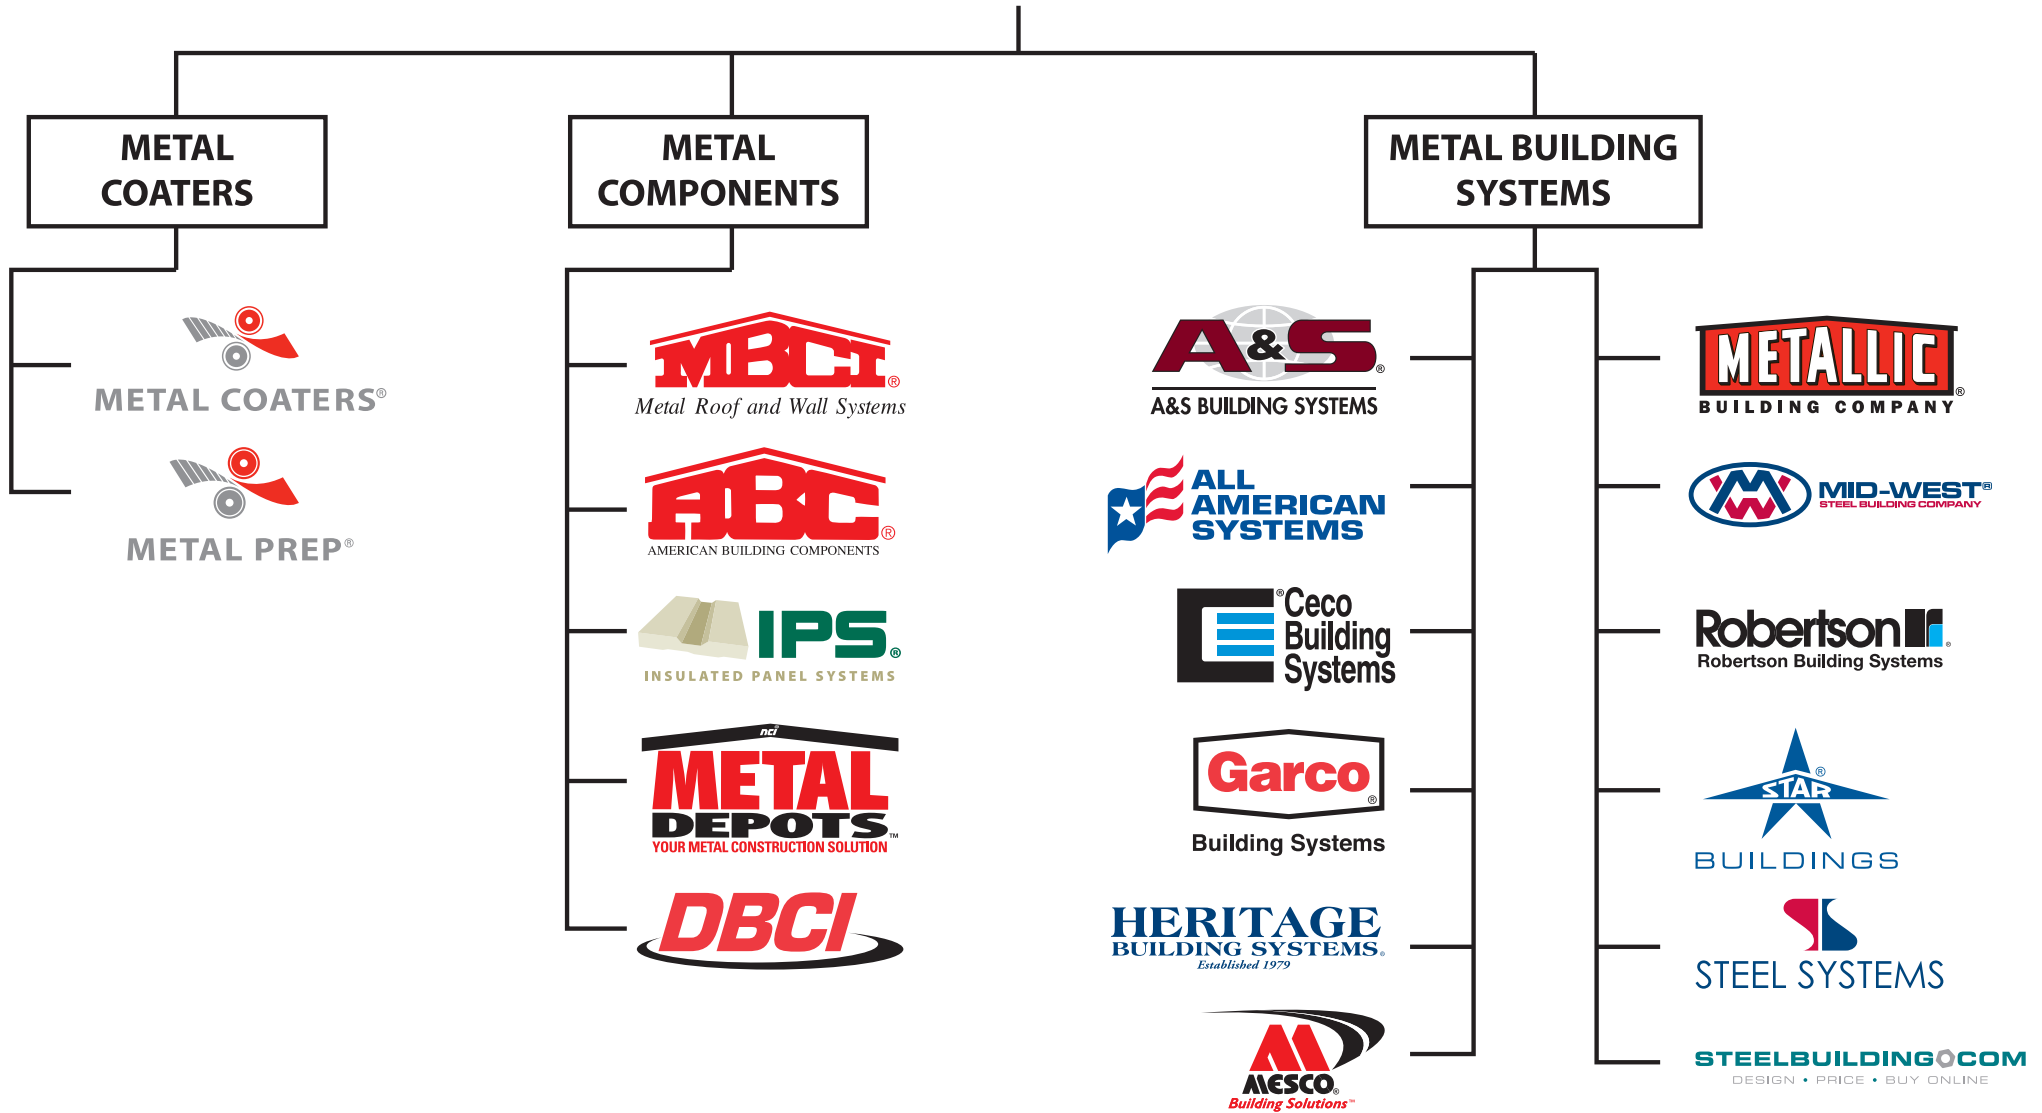 METAL
COATERS
METAL
COMPONENTS
METAL BUILDING
SYSTEMS
METAL COATERS®
METAL PREP®
MBCI®
Metal Roof and Wall Systems
ABC®
AMERICAN BUILDING COMPONENTS
IPS®
INSULATED PANEL SYSTEMS
nci®
METAL
DEPOTS™
YOUR METAL CONSTRUCTION SOLUTION
DBCI
A&S®
A&S BUILDING SYSTEMS
ALL
AMERICAN
SYSTEMS
®Ceco
Building
Systems
Garco®
Building Systems
HERITAGE
BUILDING SYSTEMS®
Established 1979
MESCO®
Building Solutions™
METALLIC®
BUILDING COMPANY
MID-WEST®
STEEL BUILDING COMPANY
Robertson®
Robertson Building Systems
STAR®
BUILDINGS
STEEL SYSTEMS
STEELBUILDING COM
DESIGN • PRICE • BUY ONLINE